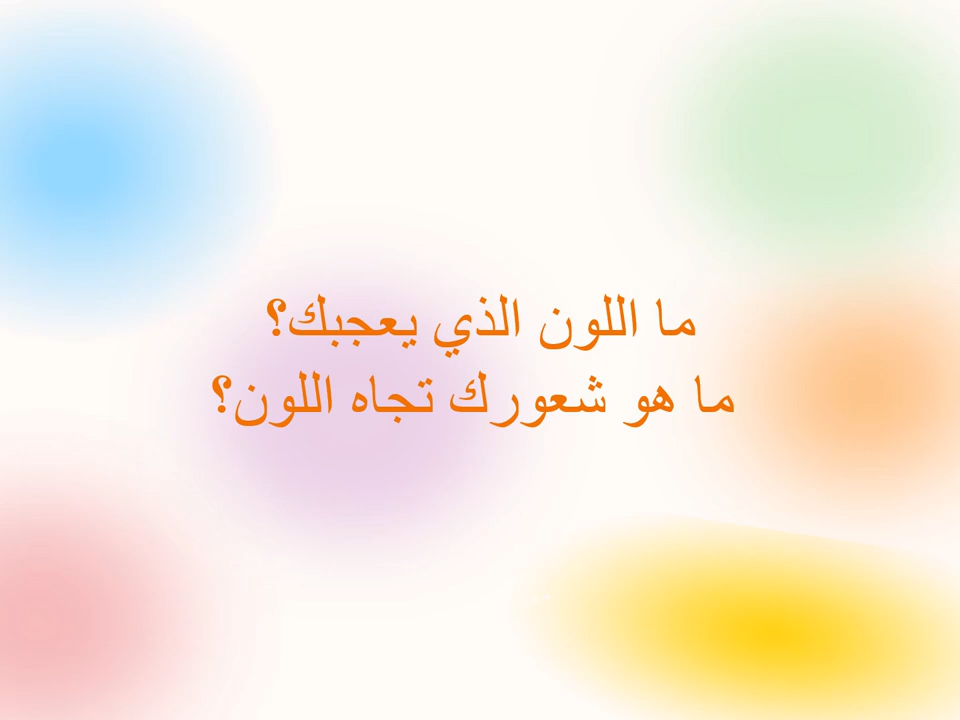 ما اللون الذي يعجبك؟
ما هو شعورك تجاه اللون؟